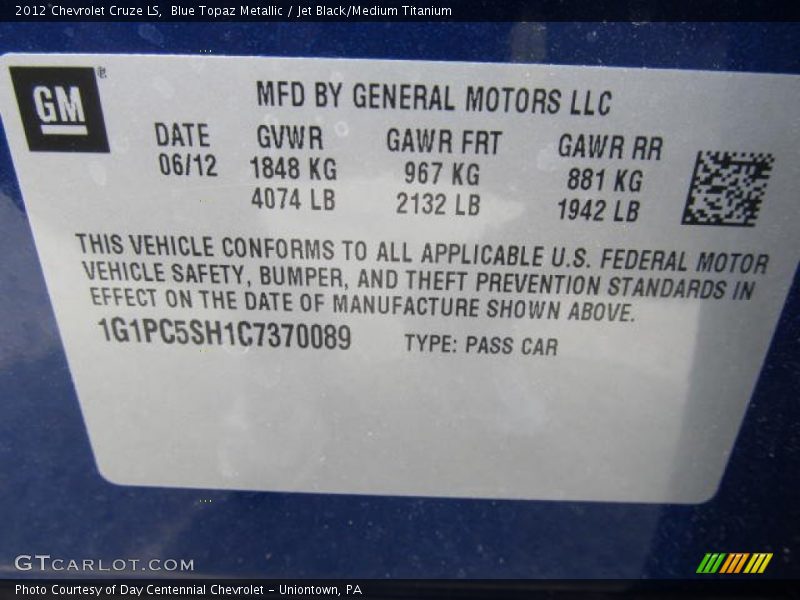 2012 Chevrolet Cruze LS, Blue Topaz Metallic / Jet Black/Medium Titanium
GM
MFD BY GENERAL MOTORS LLC
DATE GVWR GAWR FRT GAWR RR
06/12 1848 KG 967 KG 881 KG
4074 LB 2132 LB 1942 LB
THIS VEHICLE CONFORMS TO ALL APPLICABLE U.S. FEDERAL MOTOR
VEHICLE SAFETY, BUMPER, AND THEFT PREVENTION STANDARDS IN
EFFECT ON THE DATE OF MANUFACTURE SHOWN ABOVE.
1G1PC5SH1C7370089 TYPE: PASS CAR
GTCARLOT.COM
Photo Courtesy of Day Centennial Chevrolet - Uniontown, PA